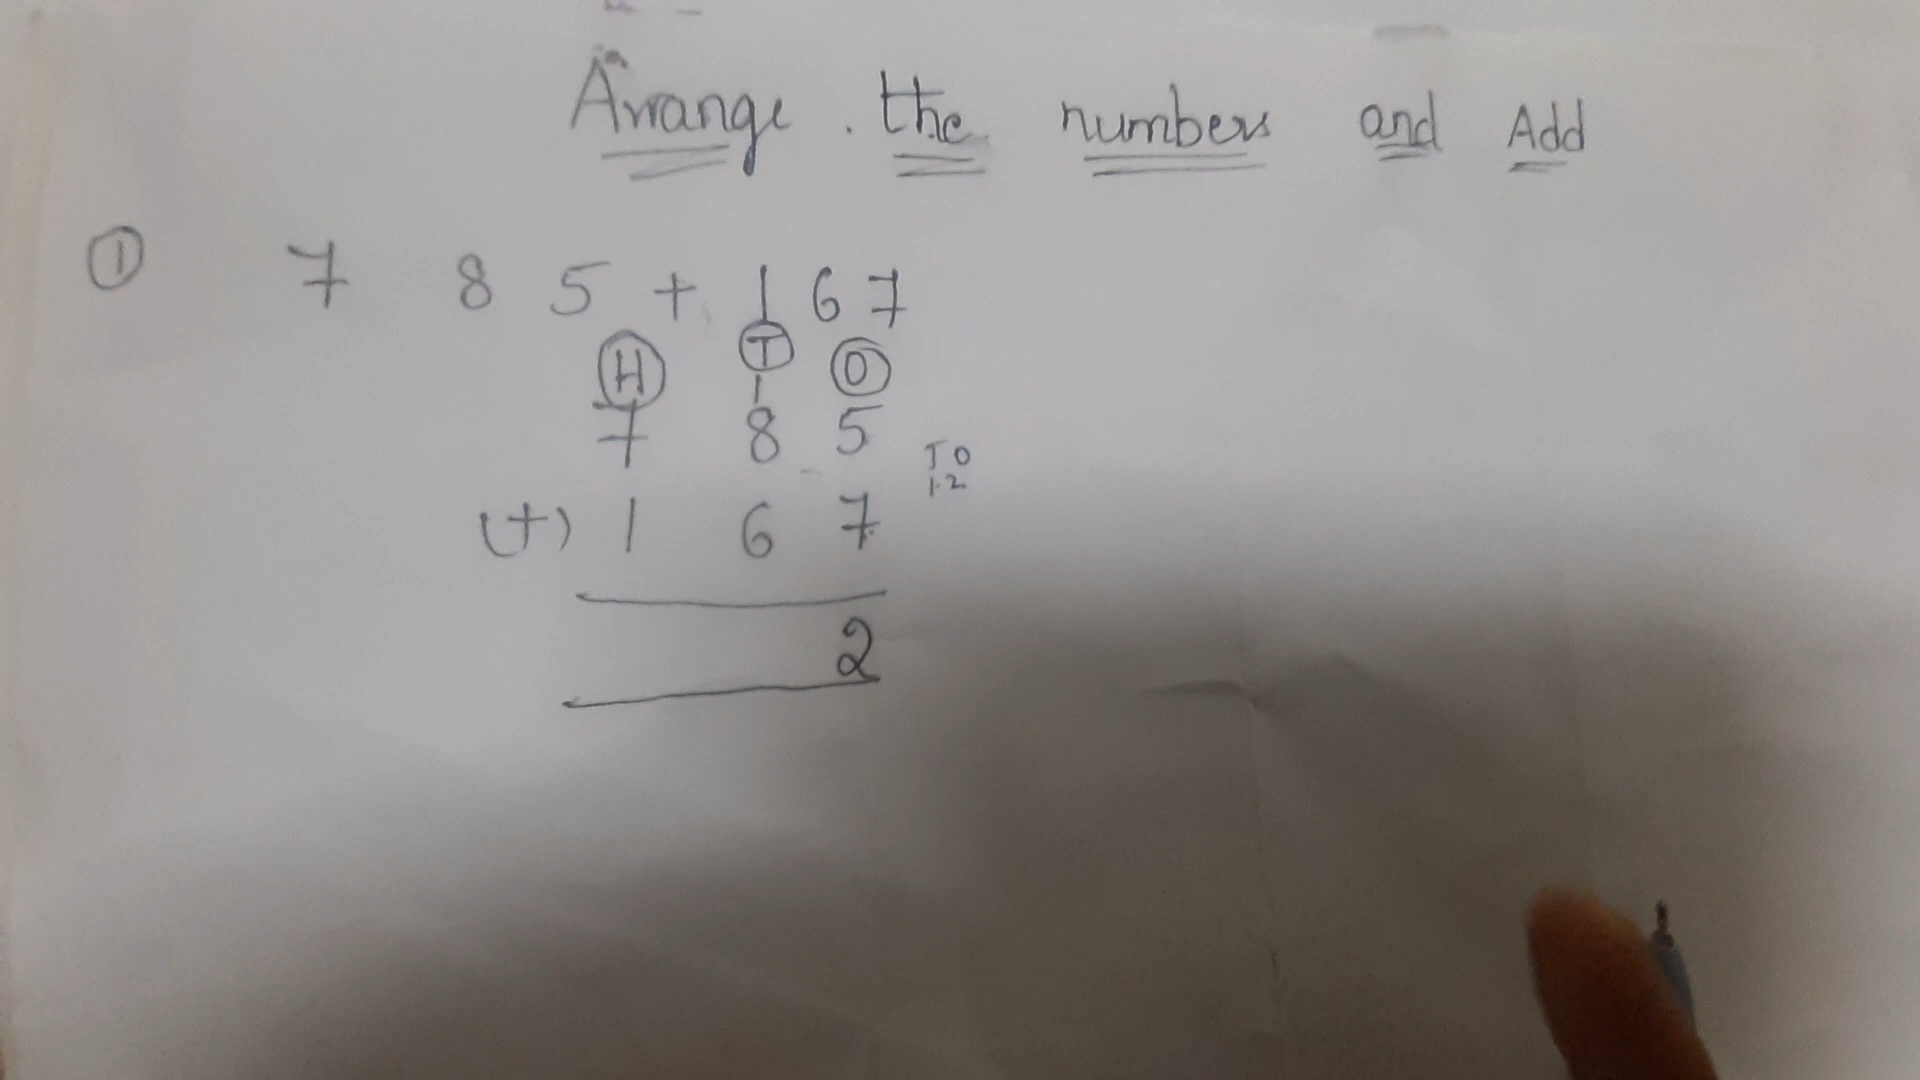 Arrange the numbers and Add
① 7 8 5 + 1 6 7
H T O
1
7 8 5
T O
1 2
(+) 1 6 7
2